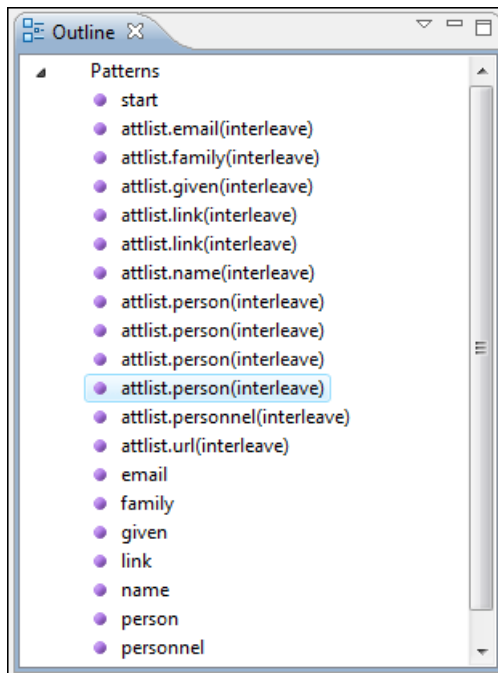 Outline
Patterns
start
attlist.email(interleave)
attlist.family(interleave)
attlist.given(interleave)
attlist.link(interleave)
attlist.link(interleave)
attlist.name(interleave)
attlist.person(interleave)
attlist.person(interleave)
attlist.person(interleave)
attlist.person(interleave)
attlist.personnel(interleave)
attlist.url(interleave)
email
family
given
link
name
person
personnel